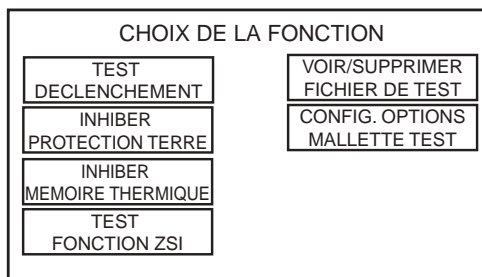 CHOIX DE LA FONCTION
TEST
DECLENCHEMENT
INHIBER
PROTECTION TERRE
INHIBER
MEMOIRE THERMIQUE
TEST
FONCTION ZSI
VOIR/SUPPRIMER
FICHIER DE TEST
CONFIG. OPTIONS
MALLETTE TEST